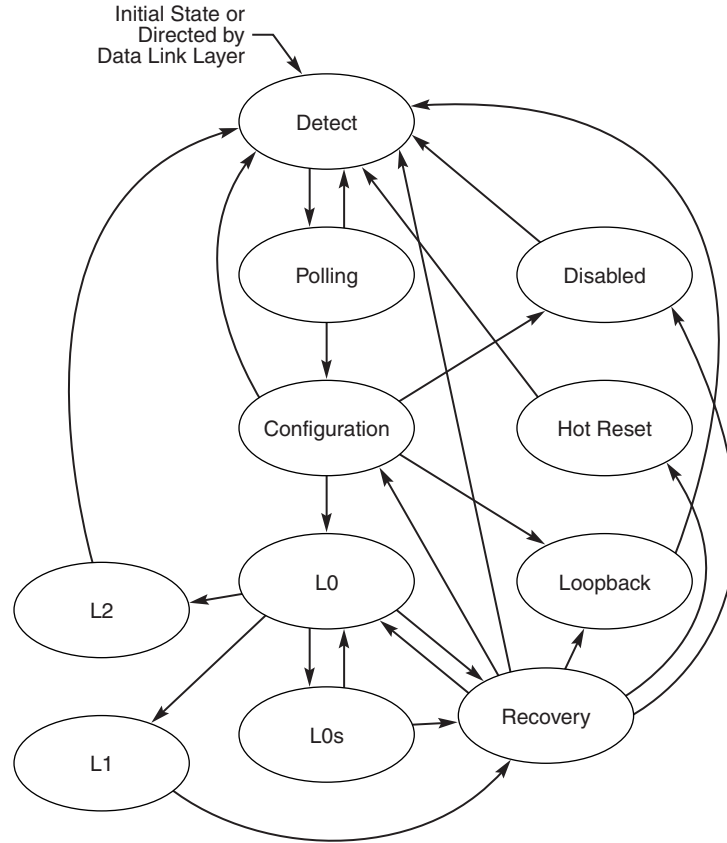 Initial State or
Directed by
Data Link Layer
Detect
Polling
Disabled
Configuration
Hot Reset
L0
Loopback
L2
Recovery
L0s
L1